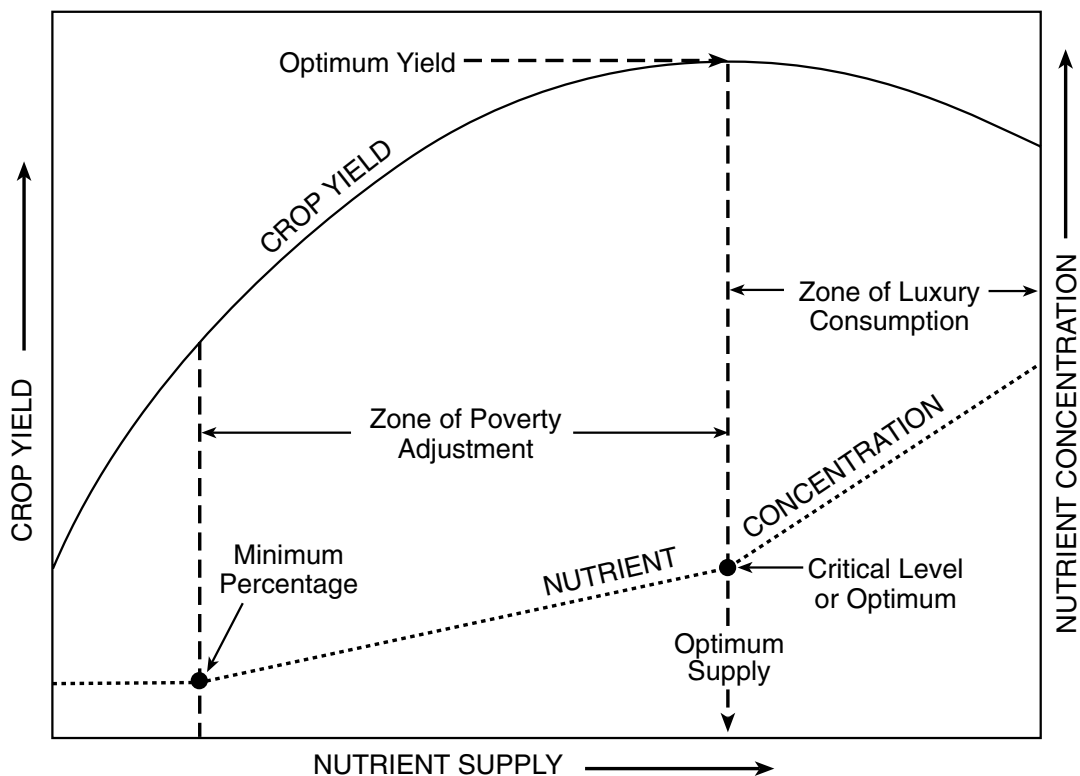 Optimum Yield
CROP YIELD
CROP YIELD
NUTRIENT CONCENTRATION
Zone of Luxury
Consumption
Zone of Poverty
Adjustment
Minimum
Percentage
NUTRIENT
CONCENTRATION
Critical Level
or Optimum
Optimum
Supply
NUTRIENT SUPPLY